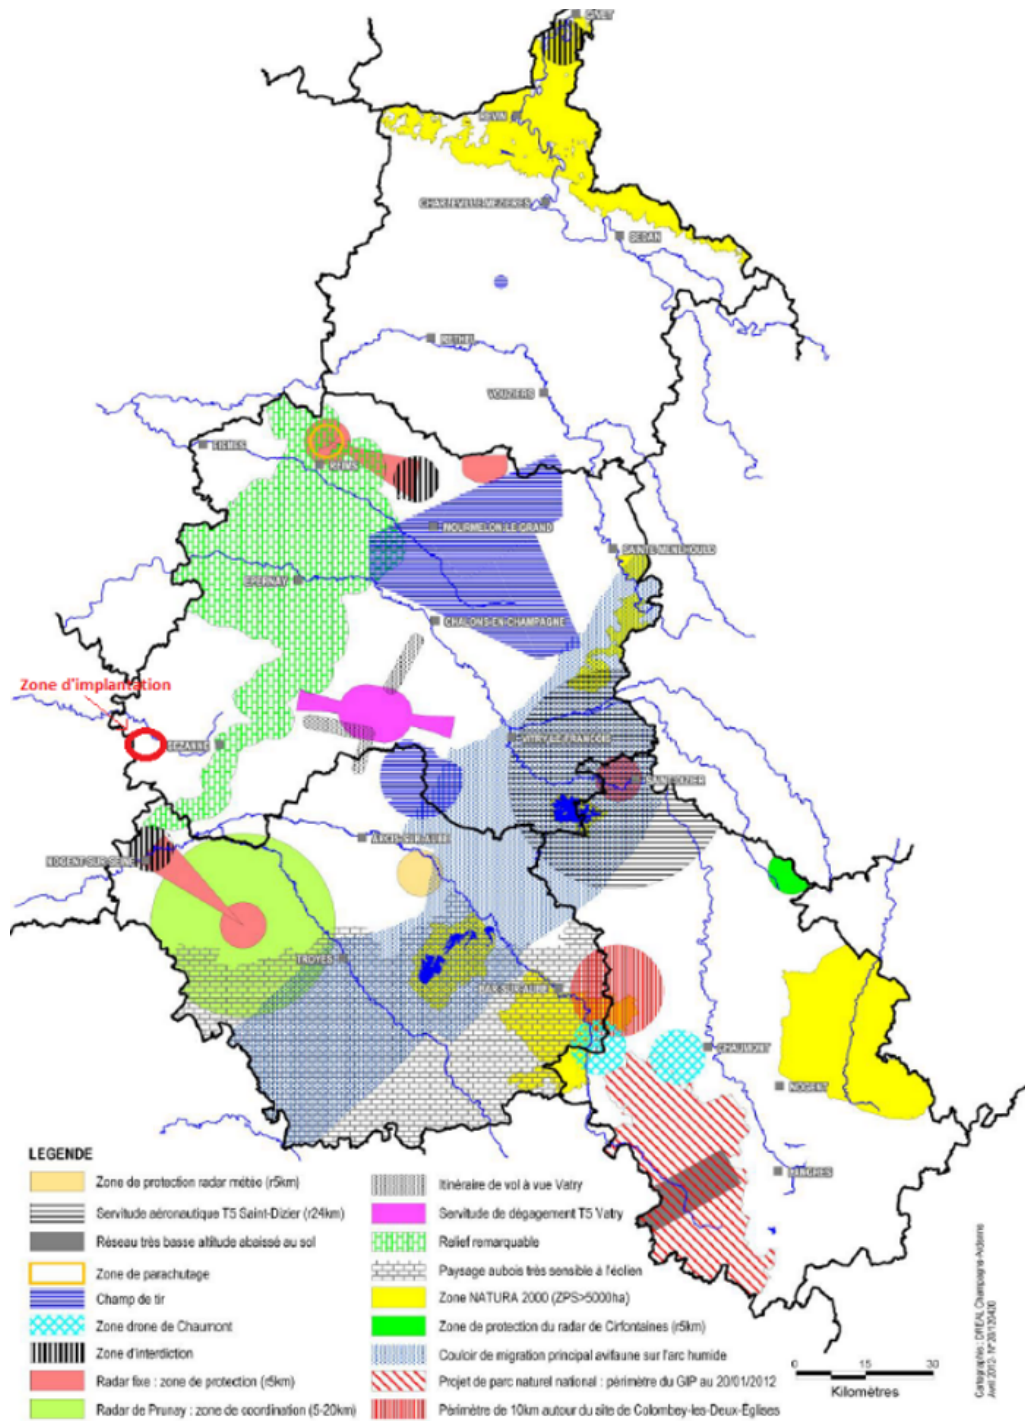 REVIN
CHARLEVILLE-MEZIERES
SEDAN
RETHEL
VOUZIERS
FISMES
REIMS
MOURMELON-LE-GRAND
SAINTE-MENEHOULD
EPERNAY
CHALONS-EN-CHAMPAGNE
Zone d'implantation
SEZANNE
VITRY-LE-FRANCOIS
SAINT-DIZIER
ARCIS-SUR-AUBE
NOGENT-SUR-SEINE
TROYES
BAR-SUR-AUBE
CHAUMONT
NOGENT
LANGRES
LEGENDE
Zone de protection radar météo (r5km)
Servitude aéronautique T5 Saint-Dizier (r24km)
Réseau très basse altitude abaissé au sol
Zone de parachutage
Champ de tir
Zone drone de Chaumont
Zone d'interdiction
Radar fixe : zone de protection (r5km)
Radar de Prunay : zone de coordination (5-20km)
Itinéraire de vol à vue Vatry
Servitude de dégagement T5 Vatry
Relief remarquable
Paysage aubois très sensible à l'éolien
Zone NATURA 2000 (ZPS>5000ha)
Zone de protection du radar de Cirfontaines (r5km)
Couloir de migration principal avifaune sur l'arc humide
Projet de parc naturel national : périmètre du GIP au 20/01/2012
Périmètre de 10km autour du site de Colombey-les-Deux-Églises
0 15 30
Kilomètres
Cartographie : DREAL Champagne-Ardenne